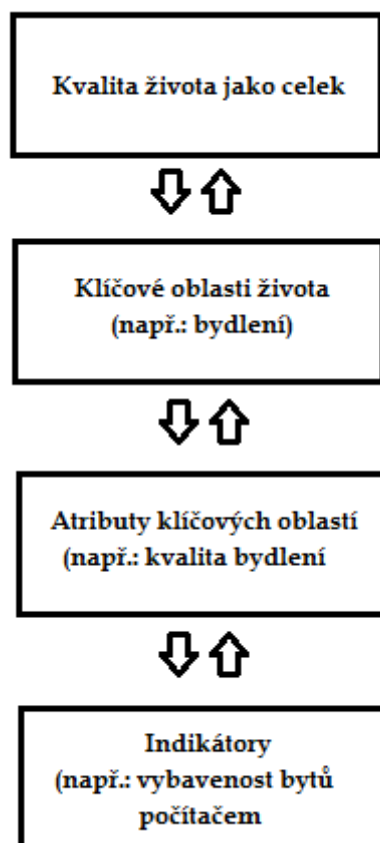 Kvalita života jako celek
Klíčové oblasti života
(např.: bydlení)
Atributy klíčových oblastí
(např.: kvalita bydlení
Indikátory
(např.: vybavenost bytů
počítačem